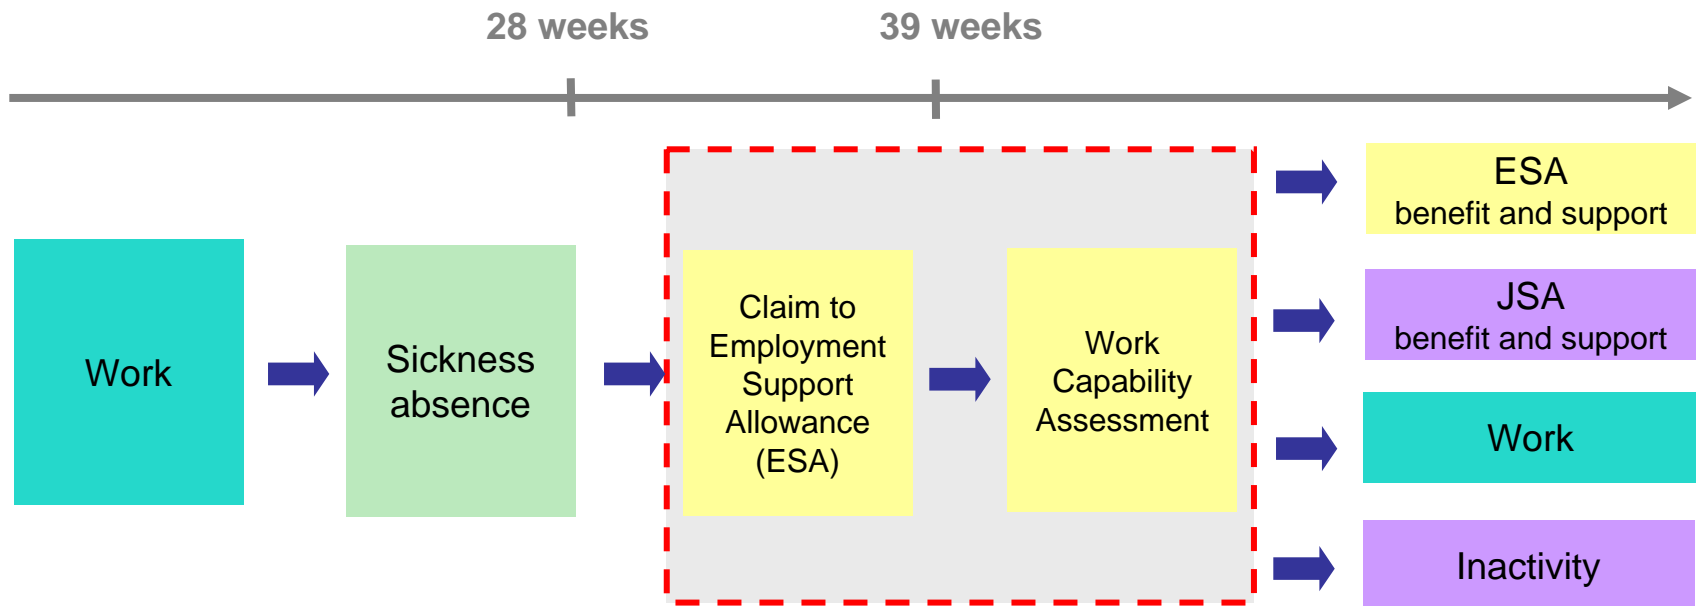 28 weeks
39 weeks
Work
Sickness
absence
Claim to
Employment
Support
Allowance
(ESA)
Work
Capability
Assessment
ESA
benefit and support
JSA
benefit and support
Work
Inactivity